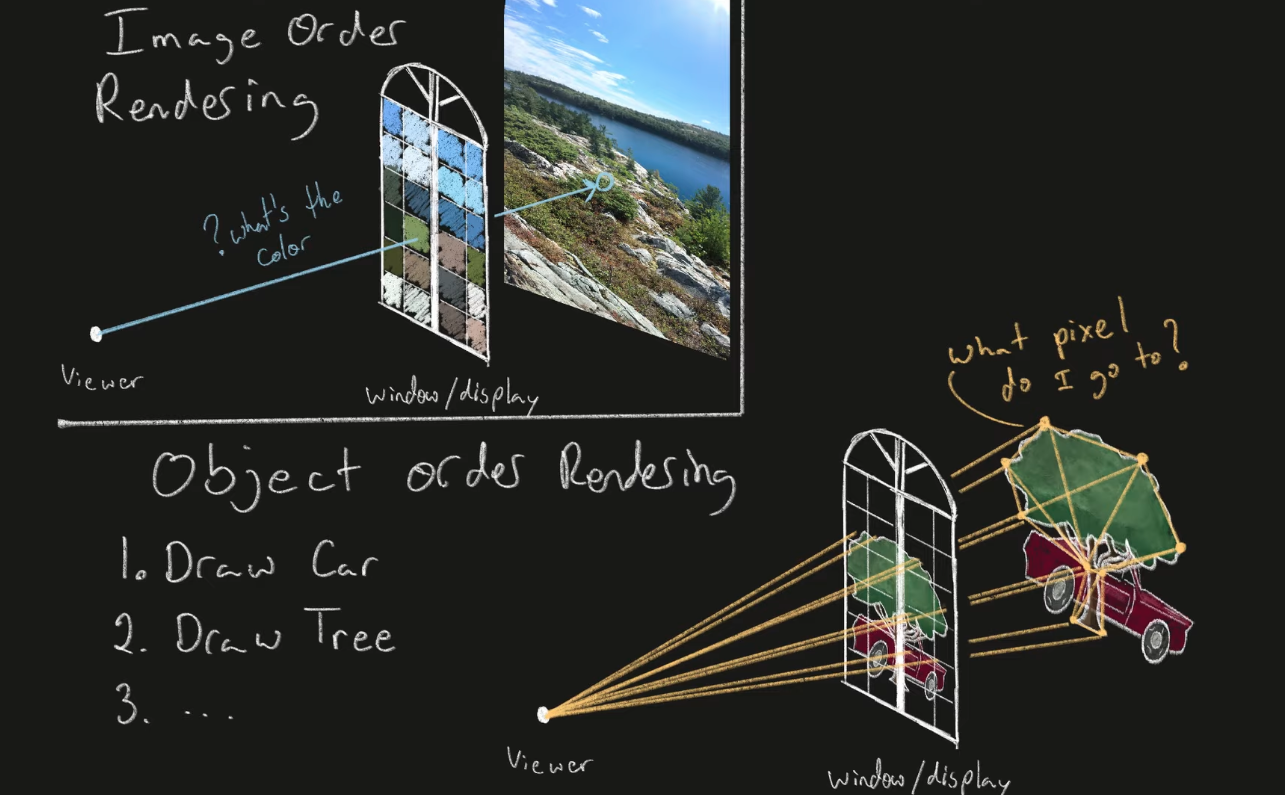 Image Order
Rendering
? what's the
color
Viewer
window/display
what pixel
do I go to?
Object order Rendering
1. Draw Car
2. Draw Tree
3. ...
Viewer
window/display